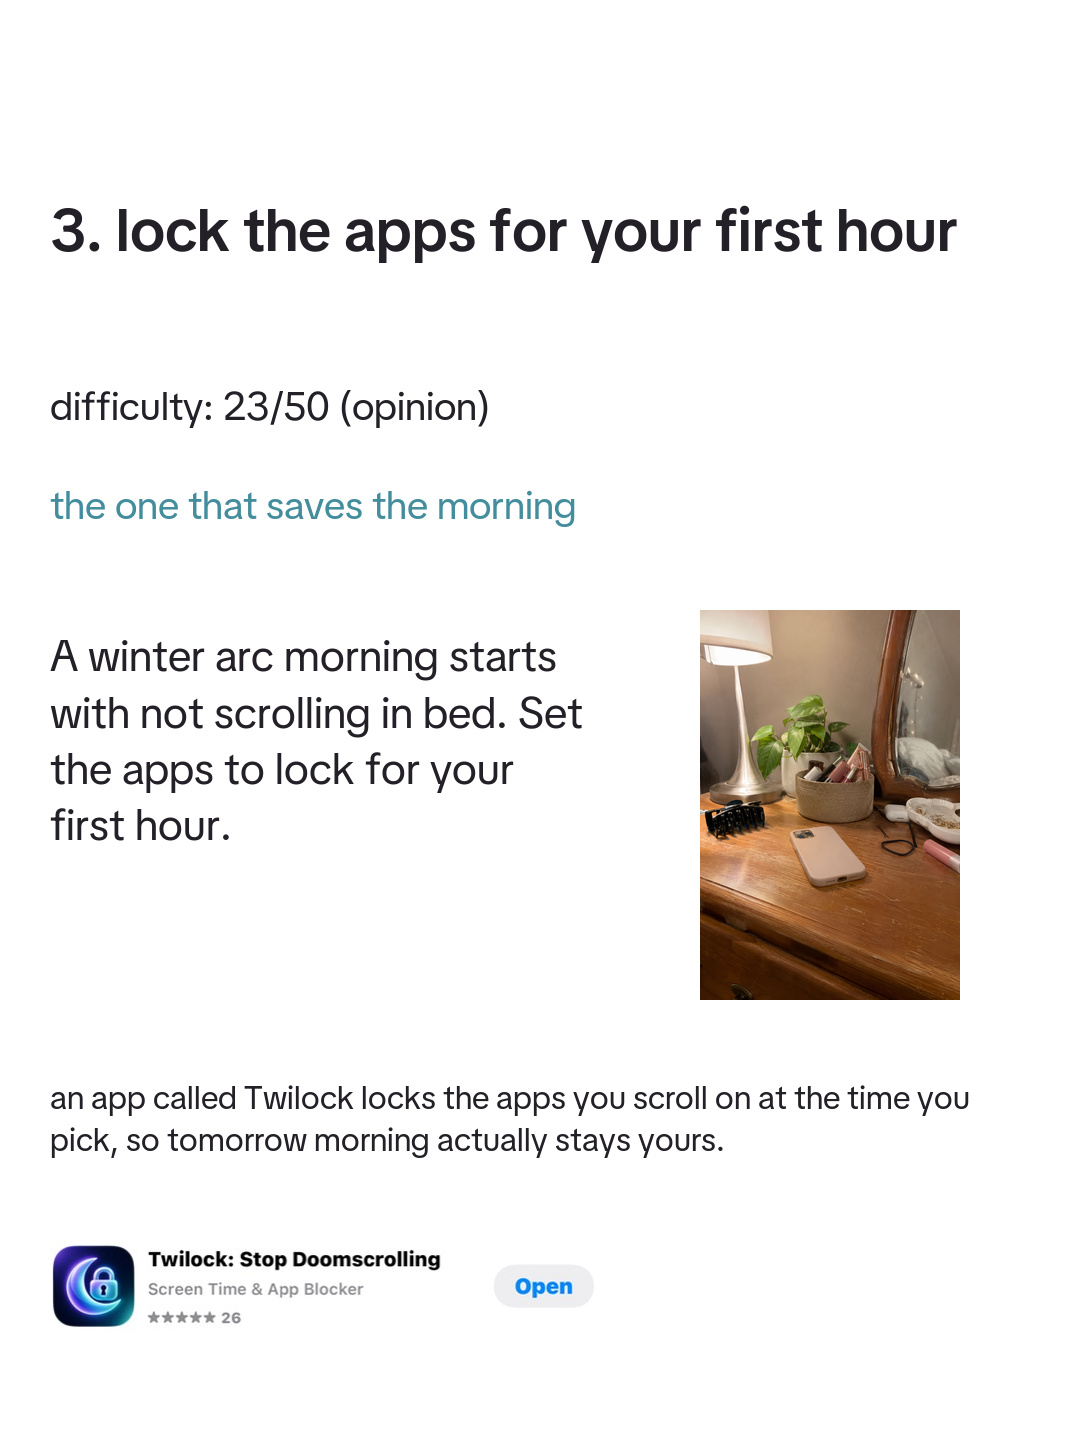 3. lock the apps for your first hour
difficulty: 23/50 (opinion)
the one that saves the morning
A winter arc morning starts
with not scrolling in bed. Set
the apps to lock for your
first hour.
an app called Twilock locks the apps you scroll on at the time you
pick, so tomorrow morning actually stays yours.
Twilock: Stop Doomscrolling
Screen Time & App Blocker
★★★★★ 26
Open